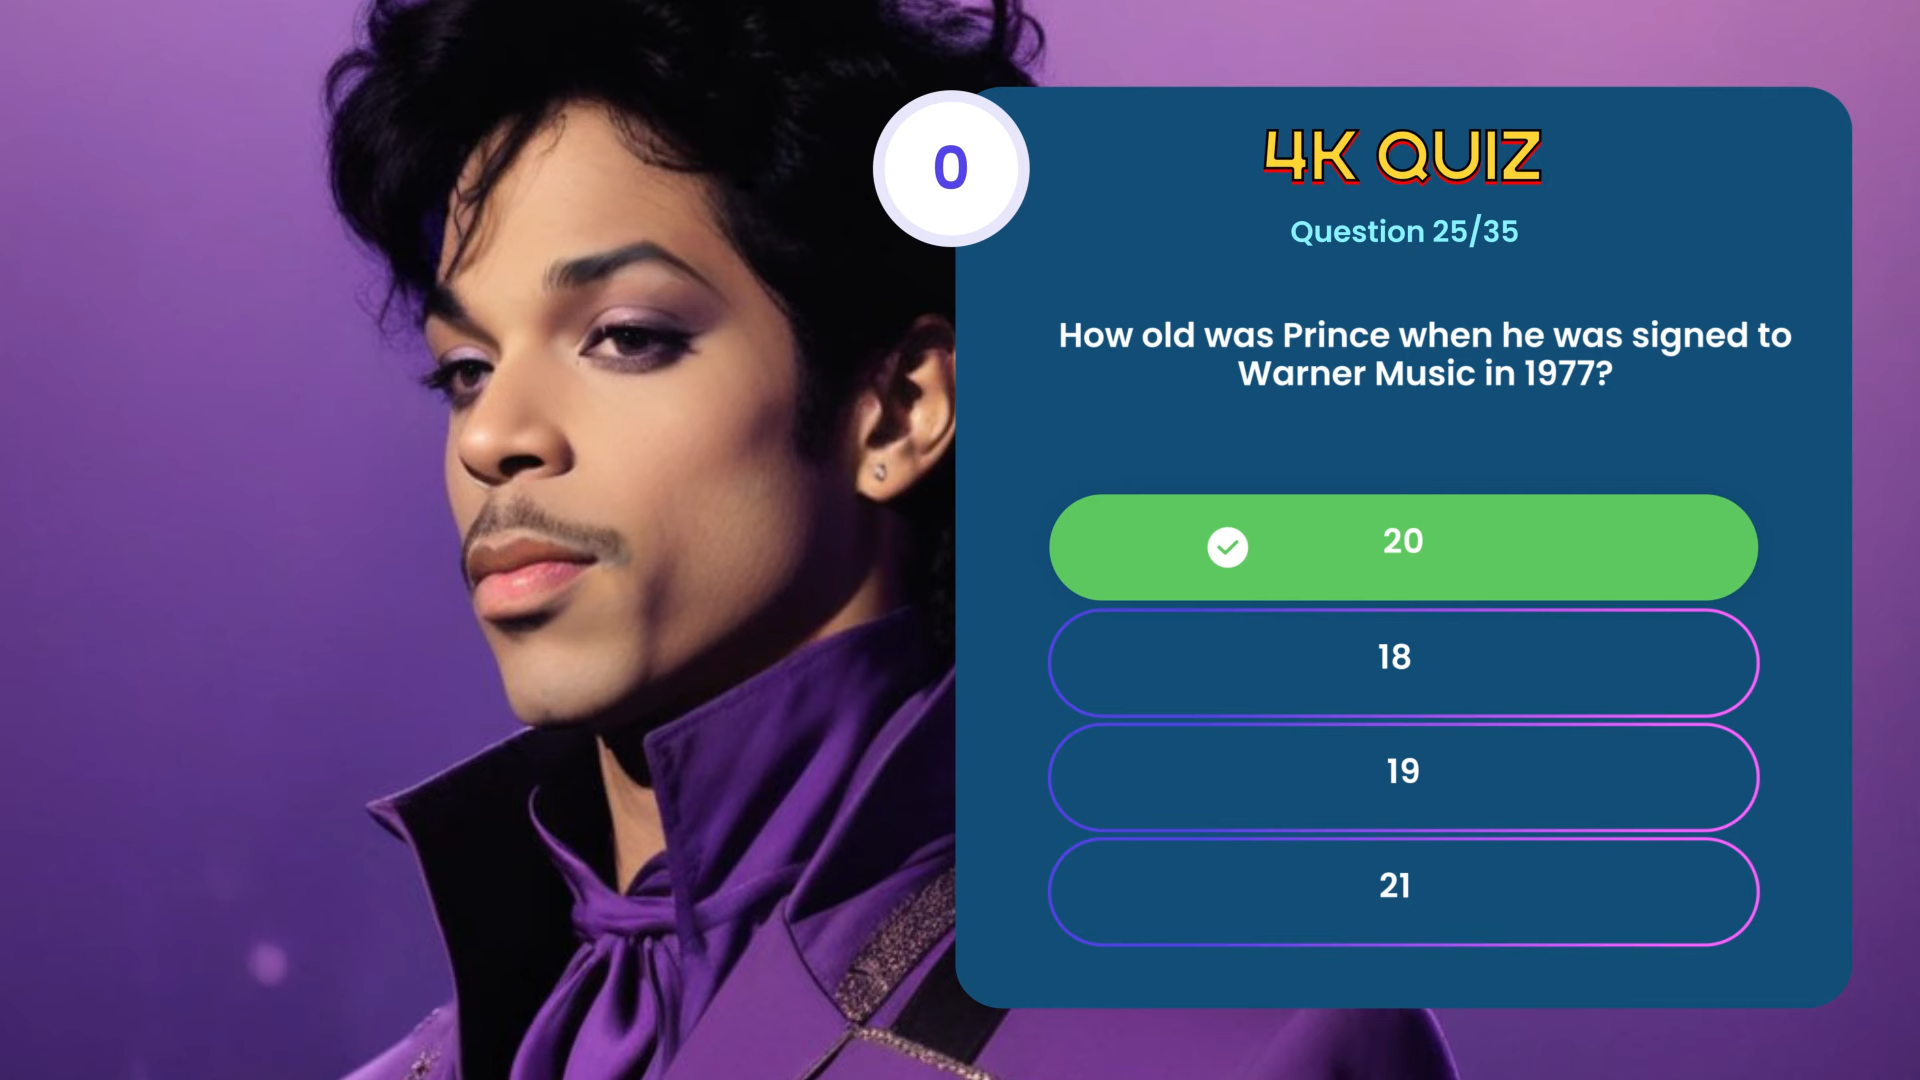 0
4K QUIZ
Question 25/35
How old was Prince when he was signed to
Warner Music in 1977?
20
18
19
21